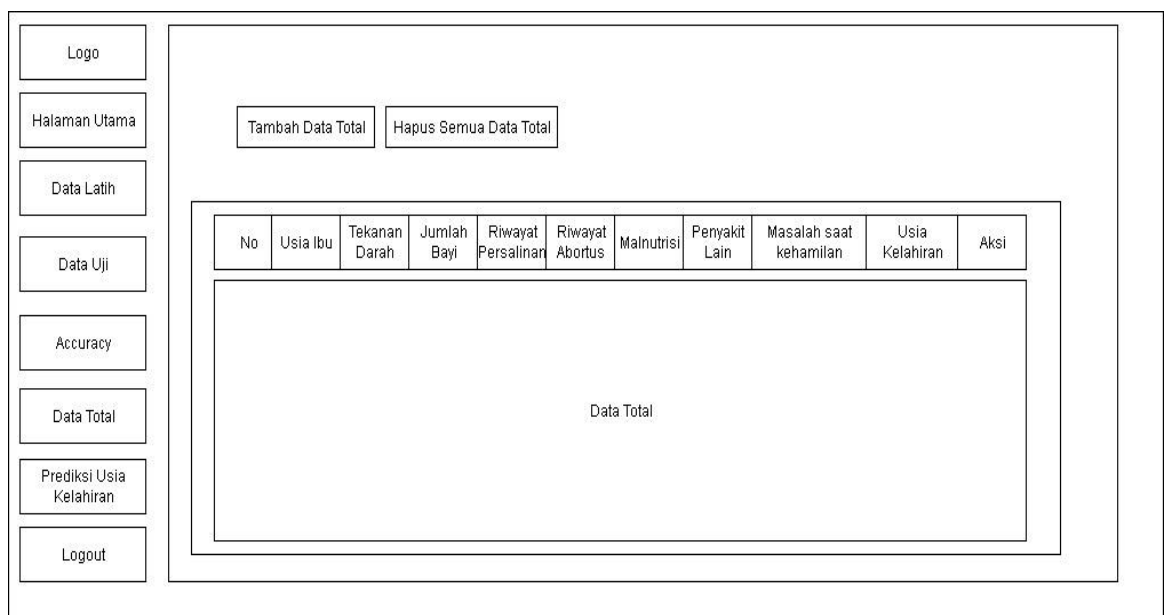 Logo
Halaman Utama
Data Latih
Data Uji
Accuracy
Data Total
Prediksi Usia
Kelahiran
Logout
Tambah Data Total
Hapus Semua Data Total
No
Usia Ibu
Tekanan
Darah
Jumlah
Bayi
Riwayat
Persalinan
Riwayat
Abortus
Malnutrisi
Penyakit
Lain
Masalah saat
kehamilan
Usia
Kelahiran
Aksi
Data Total